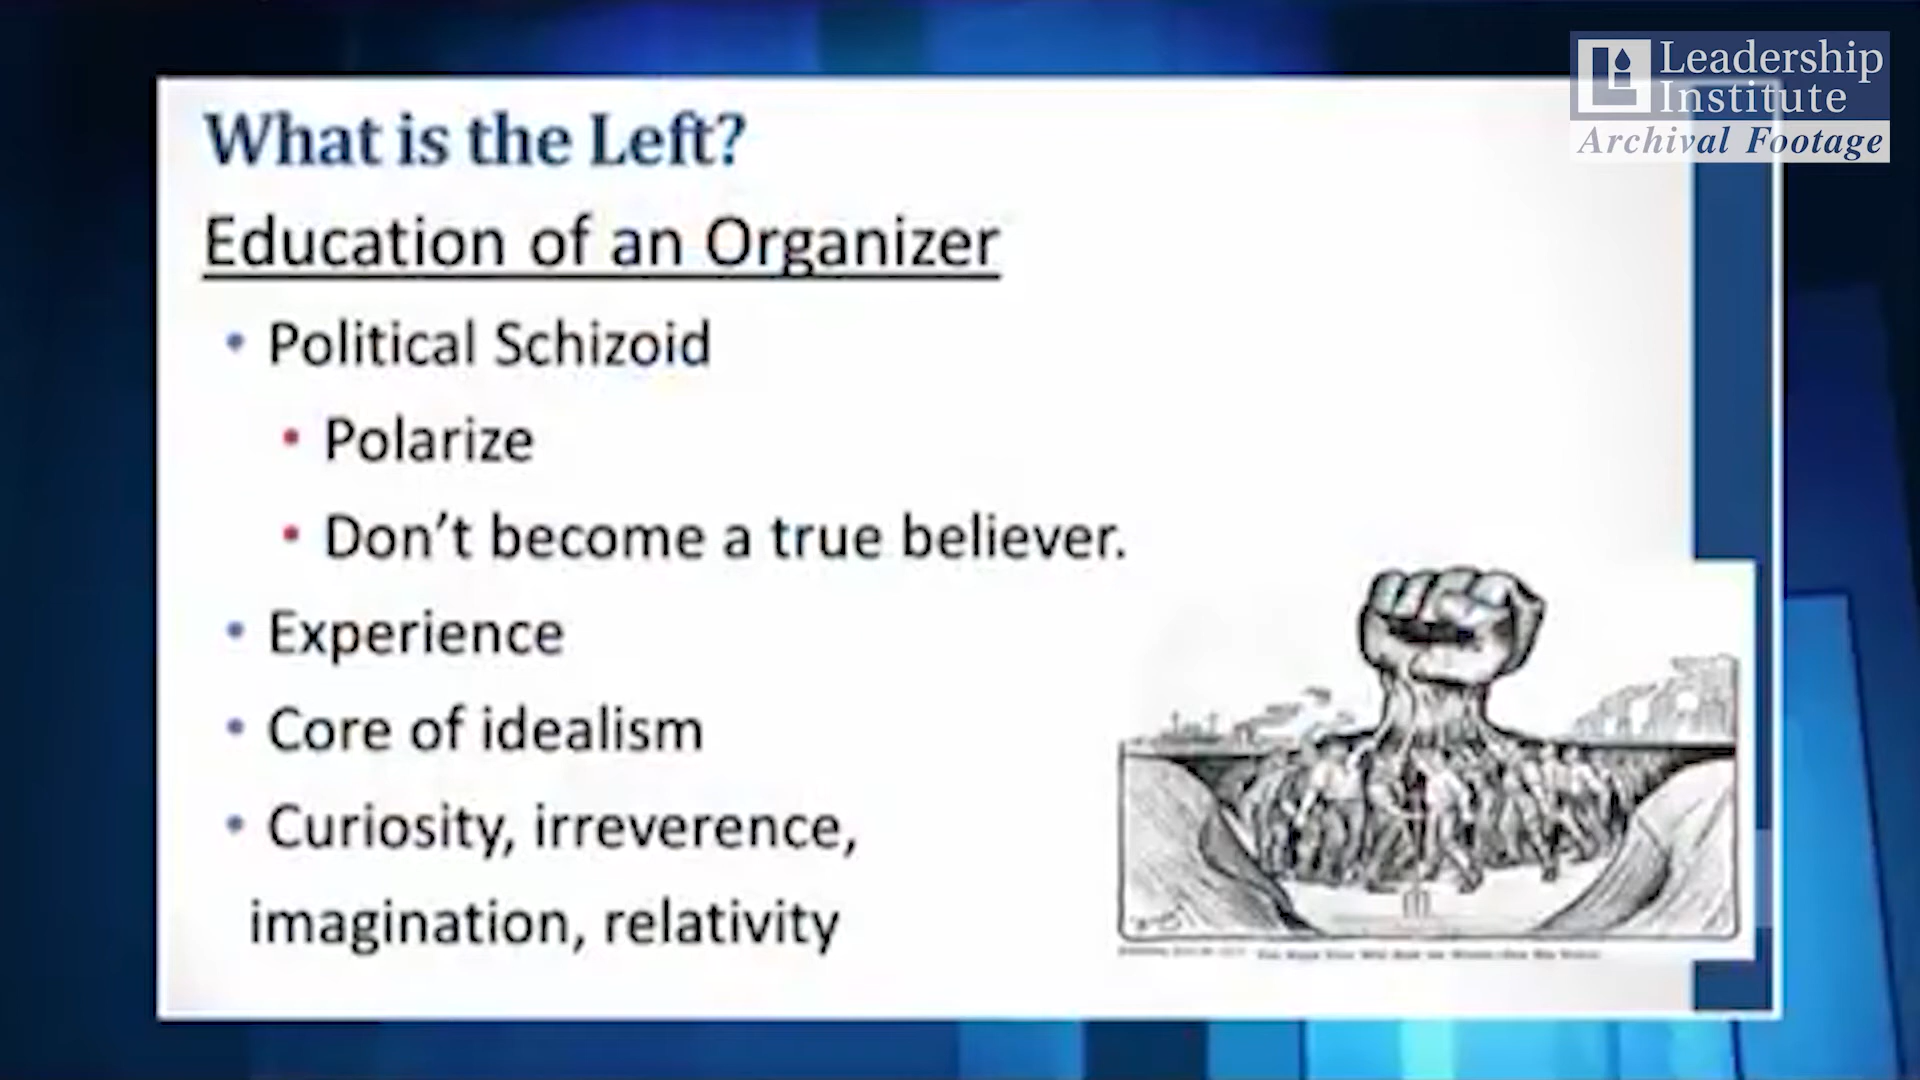 Leadership
Institute
Archival Footage
What is the Left?
Education of an Organizer
• Political Schizoid
• Polarize
• Don't become a true believer.
• Experience
• Core of idealism
• Curiosity, irreverence,
imagination, relativity